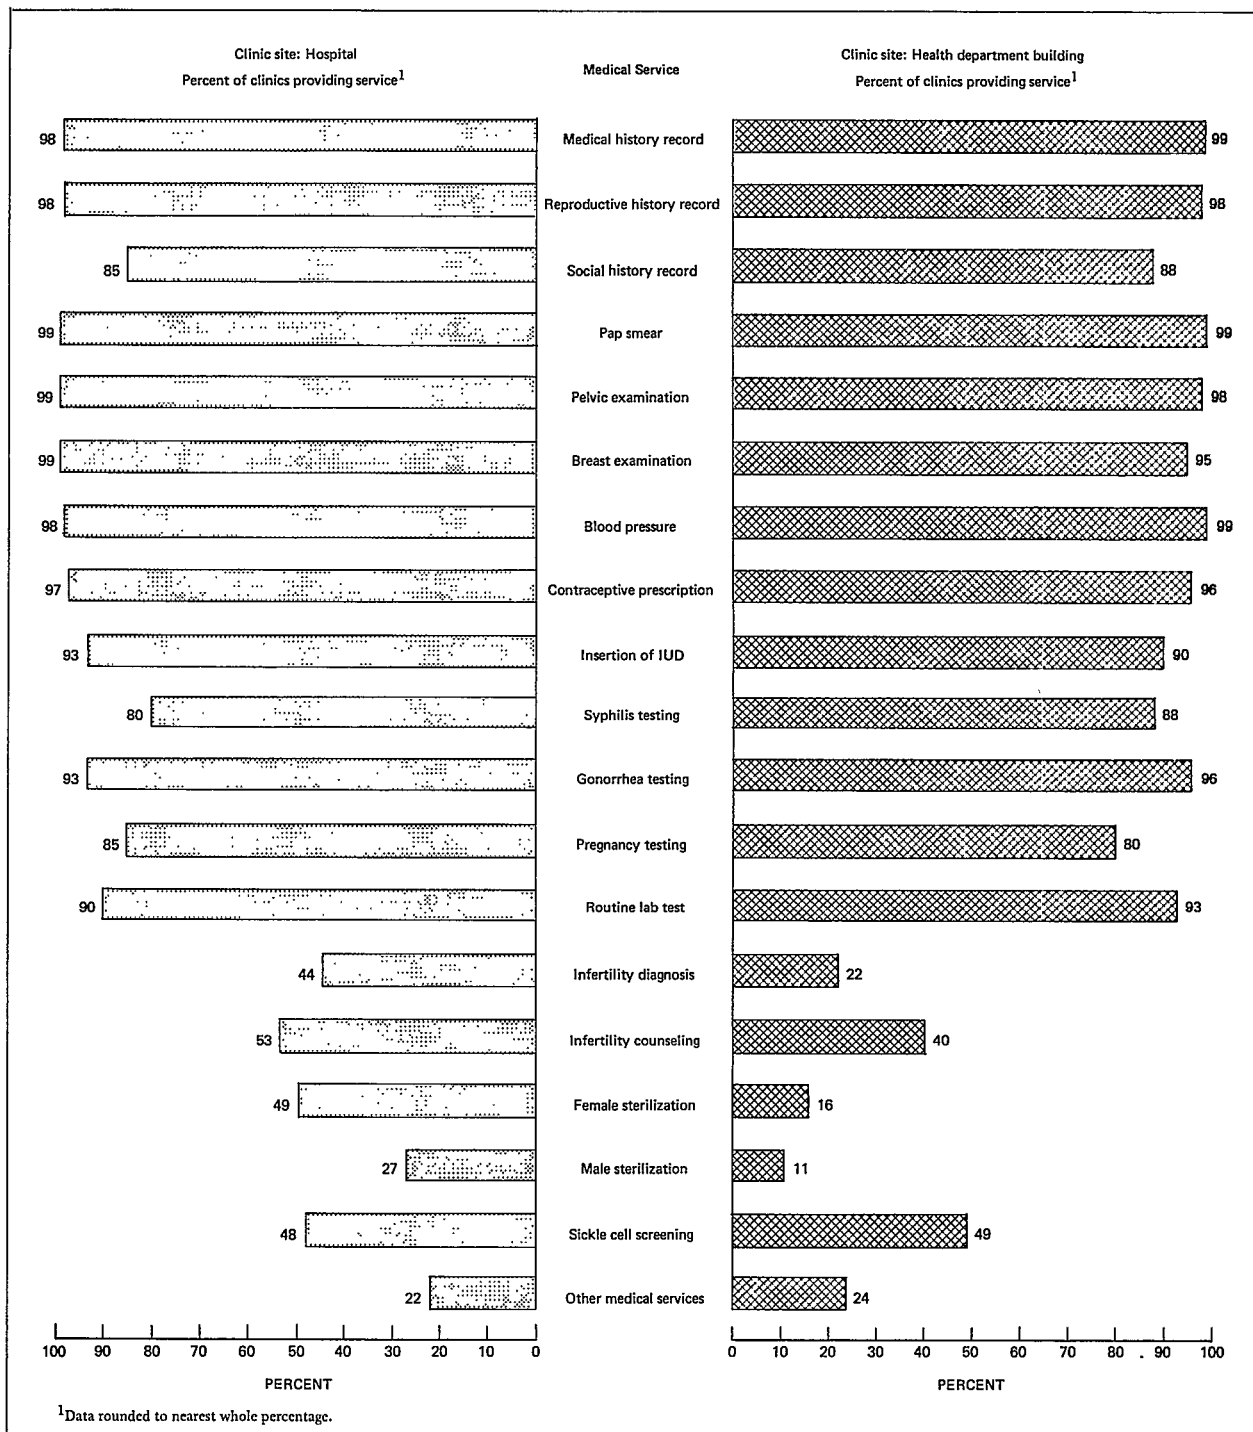 Clinic site: Hospital
Percent of clinics providing service1
Medical Service
Clinic site: Health department building
Percent of clinics providing service1
98 Medical history record 99
98 Reproductive history record 98
85 Social history record 88
99 Pap smear 99
99 Pelvic examination 98
99 Breast examination 95
98 Blood pressure 99
97 Contraceptive prescription 96
93 Insertion of IUD 90
80 Syphilis testing 88
93 Gonorrhea testing 96
85 Pregnancy testing 80
90 Routine lab test 93
44 Infertility diagnosis 22
53 Infertility counseling 40
49 Female sterilization 16
27 Male sterilization 11
48 Sickle cell screening 49
22 Other medical services 24
100 90 80 70 60 50 40 30 20 10 0
0 10 20 30 40 50 60 70 80 90 100
PERCENT
PERCENT
1Data rounded to nearest whole percentage.